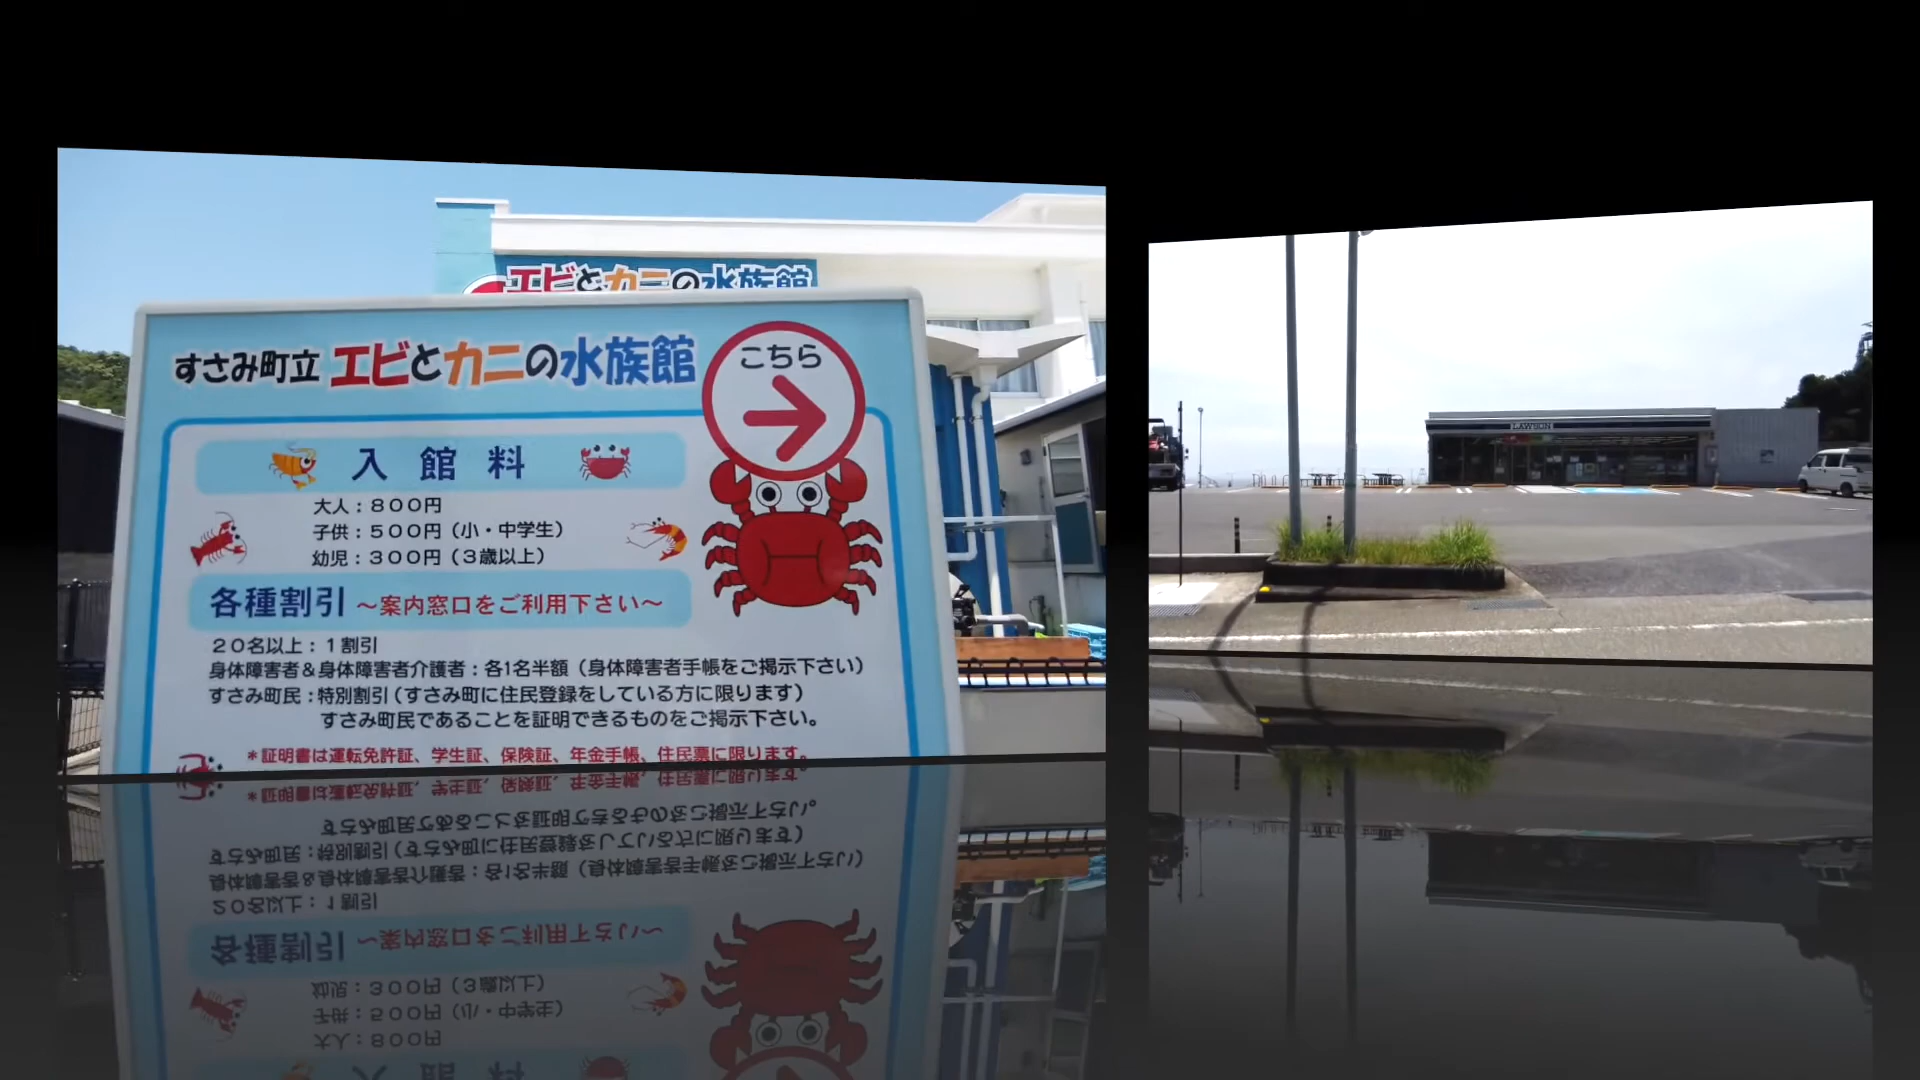 エビとカニの水族館
すさみ町立 エビとカニの水族館
こちら
入館料
大人：８００円
子供：５００円（小・中学生）
幼児：３００円（３歳以上）
各種割引 ～案内窓口をご利用下さい～
２０名以上：１割引
身体障害者＆身体障害者介護者：各1名半額（身体障害者手帳をご掲示下さい）
すさみ町民：特別割引（すさみ町に住民登録をしている方に限ります）
すさみ町民であることを証明できるものをご掲示下さい。
＊証明書は運転免許証、学生証、保険証、年金手帳、住民票に限ります。
LAWSON